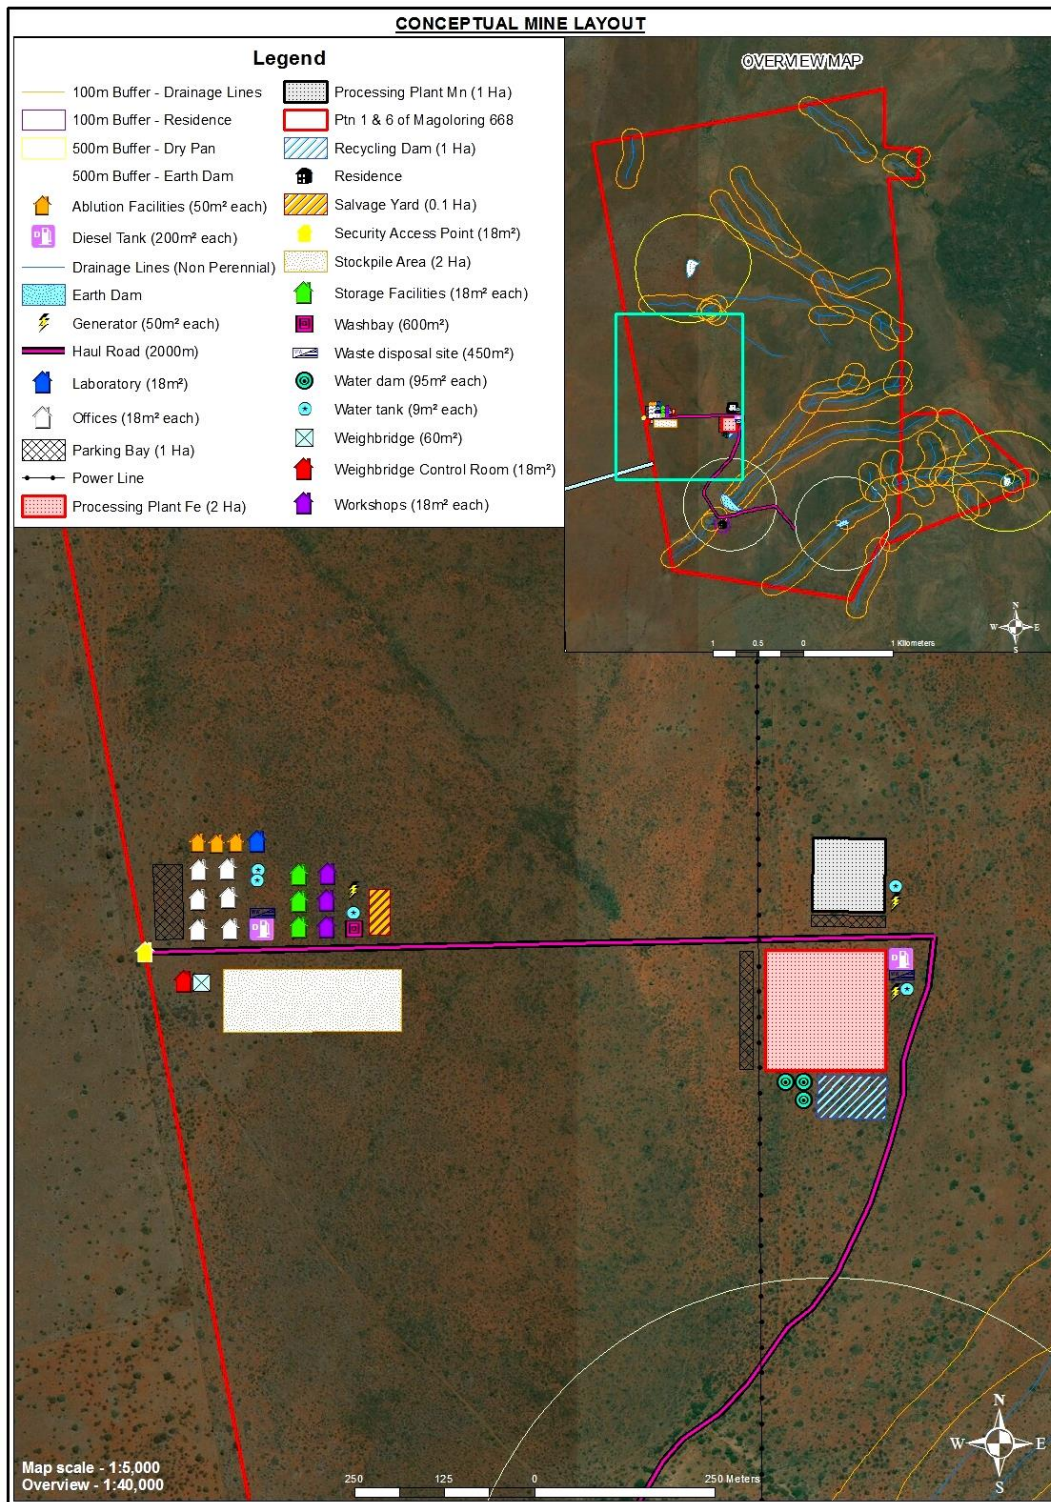 CONCEPTUAL MINE LAYOUT
Legend
100m Buffer - Drainage Lines
100m Buffer - Residence
500m Buffer - Dry Pan
500m Buffer - Earth Dam
Ablution Facilities (50m² each)
Diesel Tank (200m² each)
Drainage Lines (Non Perennial)
Earth Dam
Generator (50m² each)
Haul Road (2000m)
Laboratory (18m²)
Offices (18m² each)
Parking Bay (1 Ha)
Power Line
Processing Plant Fe (2 Ha)
Processing Plant Mn (1 Ha)
Ptn 1 & 6 of Magoloring 668
Recycling Dam (1 Ha)
Residence
Salvage Yard (0.1 Ha)
Security Access Point (18m²)
Stockpile Area (2 Ha)
Storage Facilities (18m² each)
Washbay (600m²)
Waste disposal site (450m²)
Water dam (95m² each)
Water tank (9m² each)
Weighbridge (60m²)
Weighbridge Control Room (18m²)
Workshops (18m² each)
OVERVIEW MAP
N
W E
S
1 0.5 0 1 Kilometers
D
D
N
W E
S
Map scale - 1:5,000
Overview - 1:40,000
250 125 0 250 Meters